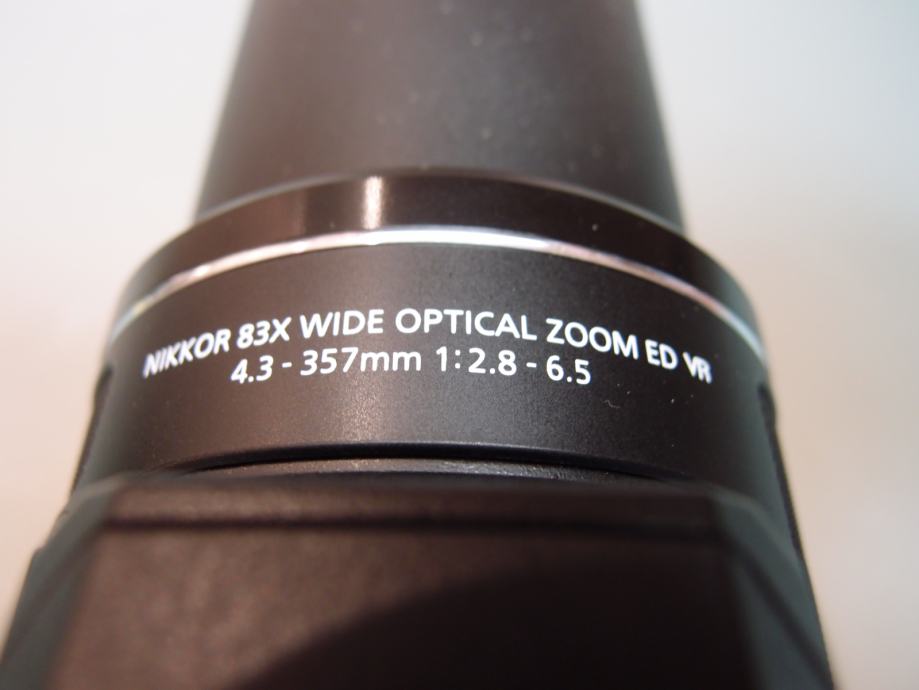 NIKKOR 83X WIDE OPTICAL ZOOM ED VR
4.3 - 357mm 1:2.8 - 6.5